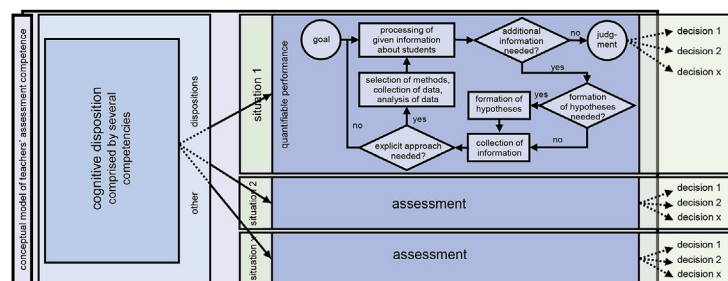 conceptual model of teachers' assessment competence
cognitive disposition
comprised by several
competencies
dispositions
other
situation 1
quantifiable performance
goal
processing of
given information
about students
additional
information
needed?
no
judg-
ment
decision 1
decision 2
decision x
yes
selection of methods,
collection of data,
analysis of data
formation
of hypotheses
yes
formation
of hypotheses
needed?
no
yes
explicit approach
needed?
collection of
information
no
situation 2
assessment
decision 1
decision 2
decision x
situation
assessment
decision 1
decision 2
decision x